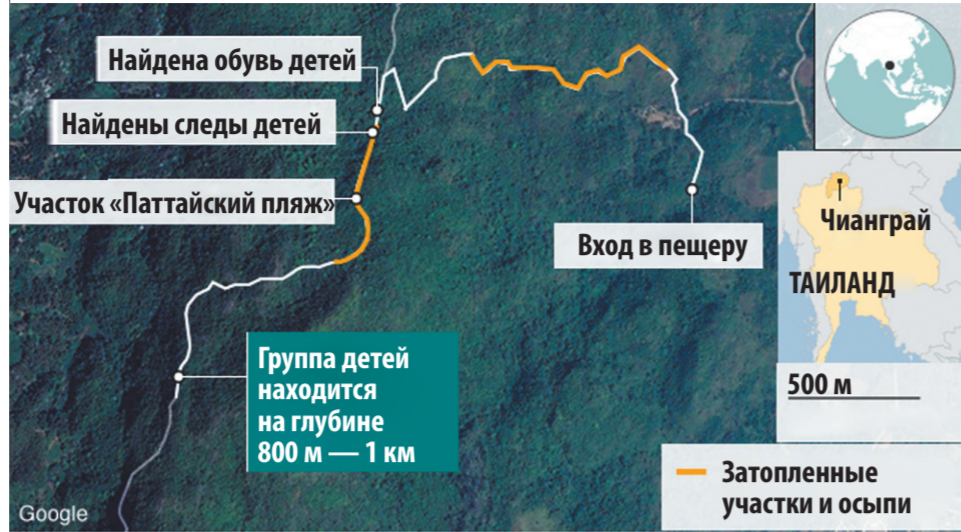 Найдена обувь детей
Найдены следы детей
Участок «Паттайский пляж»
Вход в пещеру
Группа детей
находится
на глубине
800 м — 1 км
Чианграй
ТАИЛАНД
500 м
Затопленные
участки и осыпи
Google